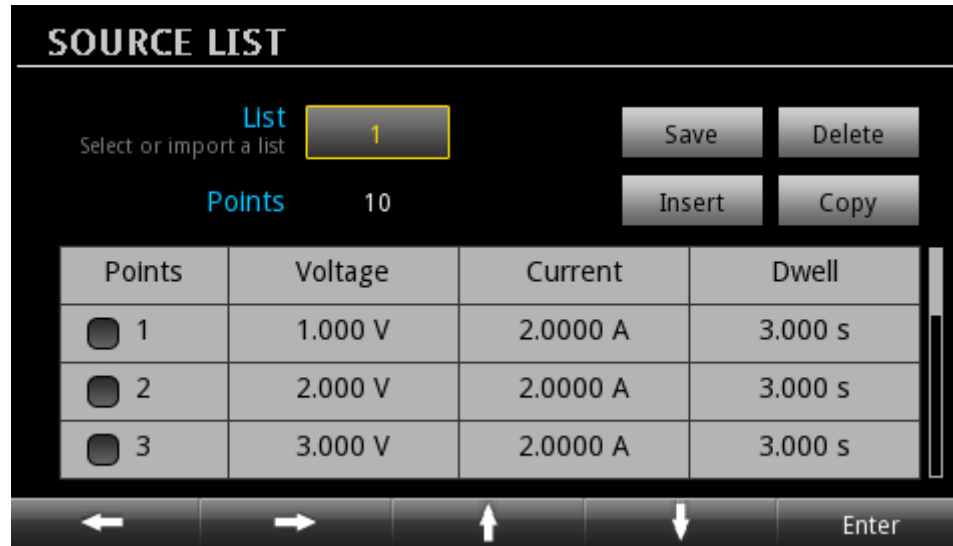 SOURCE LIST
List
Select or import a list
1
Save
Delete
Points
10
Insert
Copy
Points Voltage Current Dwell
1 1.000 V 2.0000 A 3.000 s
2 2.000 V 2.0000 A 3.000 s
3 3.000 V 2.0000 A 3.000 s
Enter